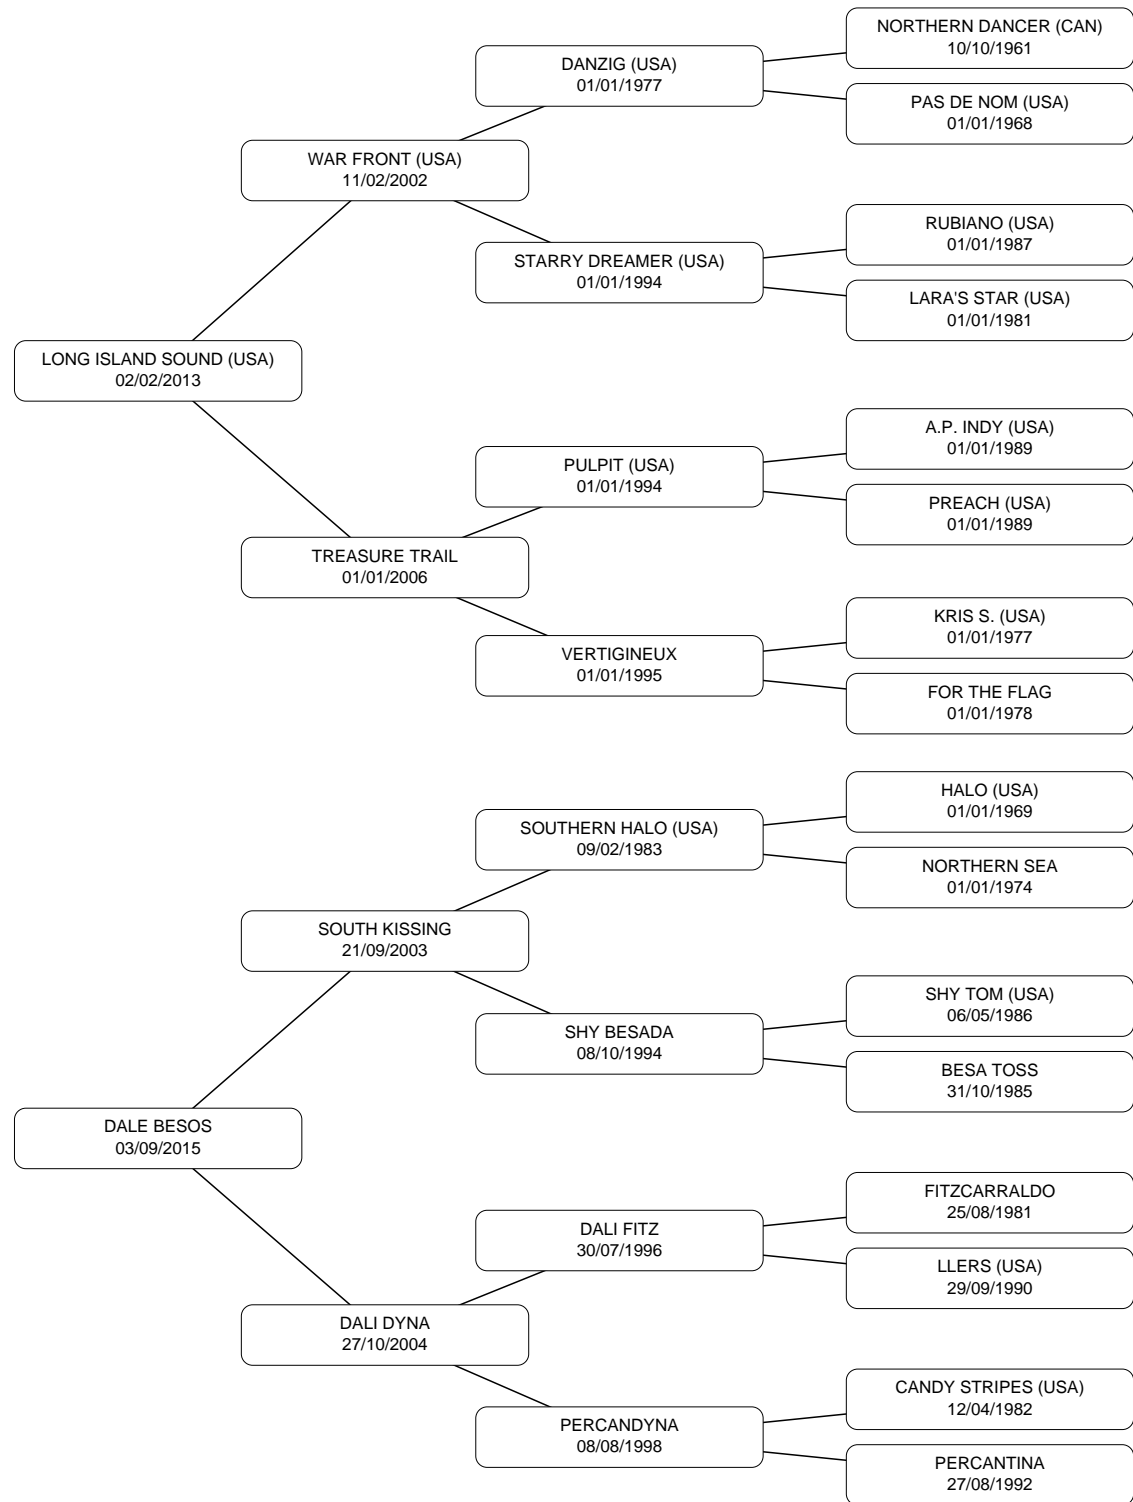 NORTHERN DANCER (CAN)
10/10/1961
DANZIG (USA)
01/01/1977
PAS DE NOM (USA)
01/01/1968
WAR FRONT (USA)
11/02/2002
RUBIANO (USA)
01/01/1987
STARRY DREAMER (USA)
01/01/1994
LARA'S STAR (USA)
01/01/1981
LONG ISLAND SOUND (USA)
02/02/2013
A.P. INDY (USA)
01/01/1989
PULPIT (USA)
01/01/1994
PREACH (USA)
01/01/1989
TREASURE TRAIL
01/01/2006
KRIS S. (USA)
01/01/1977
VERTIGINEUX
01/01/1995
FOR THE FLAG
01/01/1978
HALO (USA)
01/01/1969
SOUTHERN HALO (USA)
09/02/1983
NORTHERN SEA
01/01/1974
SOUTH KISSING
21/09/2003
SHY TOM (USA)
06/05/1986
SHY BESADA
08/10/1994
BESA TOSS
31/10/1985
DALE BESOS
03/09/2015
FITZCARRALDO
25/08/1981
DALI FITZ
30/07/1996
LLERS (USA)
29/09/1990
DALI DYNA
27/10/2004
CANDY STRIPES (USA)
12/04/1982
PERCANDYNA
08/08/1998
PERCANTINA
27/08/1992